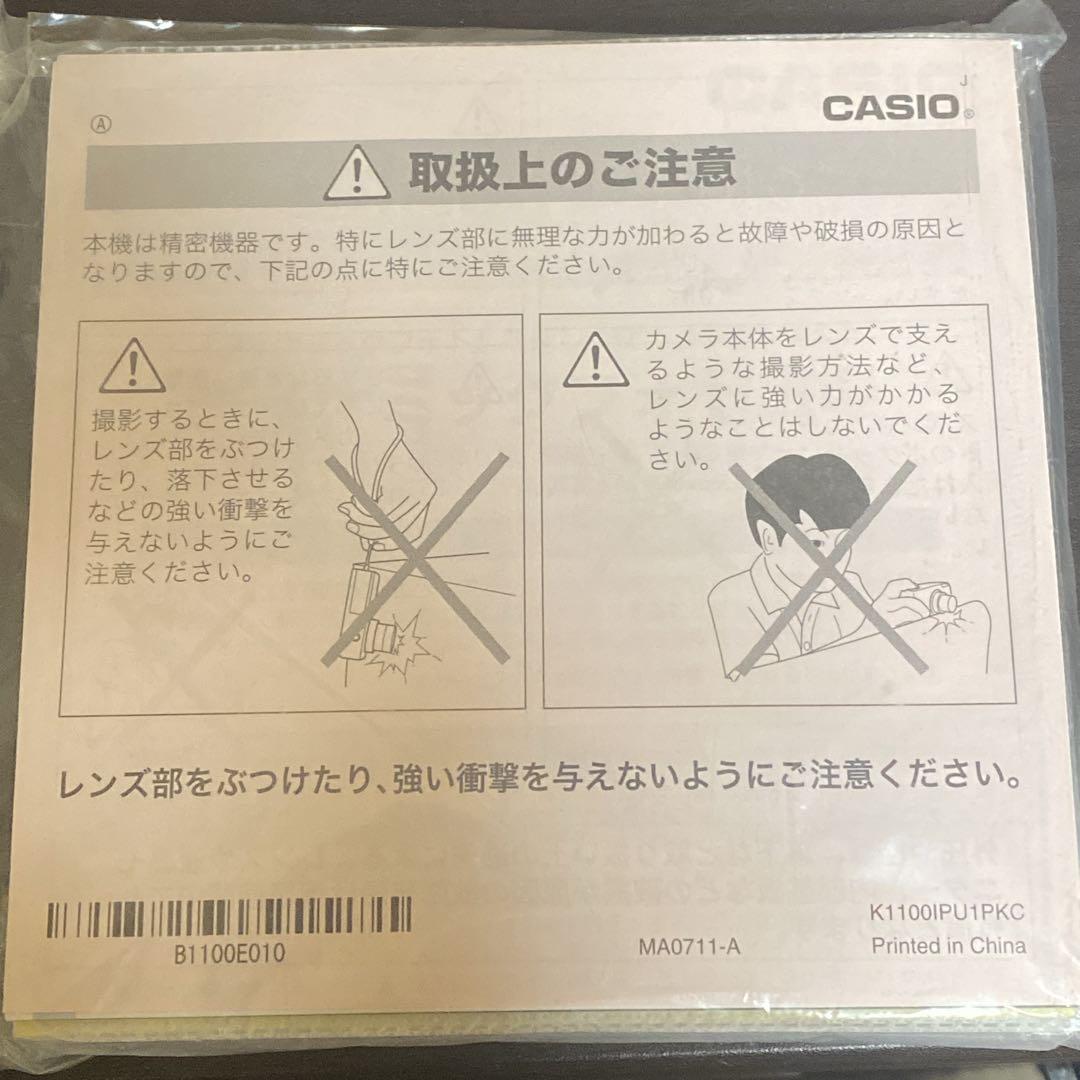 J
CASIO®
Ⓐ
取扱上のご注意
本機は精密機器です。特にレンズ部に無理な力が加わると故障や破損の原因と
なりますので、下記の点に特にご注意ください。
撮影するときに、
レンズ部をぶつけ
たり、落下させる
などの強い衝撃を
与えないようにご
注意ください。
カメラ本体をレンズで支え
るような撮影方法など、
レンズに強い力がかかる
ようなことはしないでくだ
さい。
レンズ部をぶつけたり、強い衝撃を与えないようにご注意ください。
B1100E010
MA0711-A
K1100IPU1PKC
Printed in China